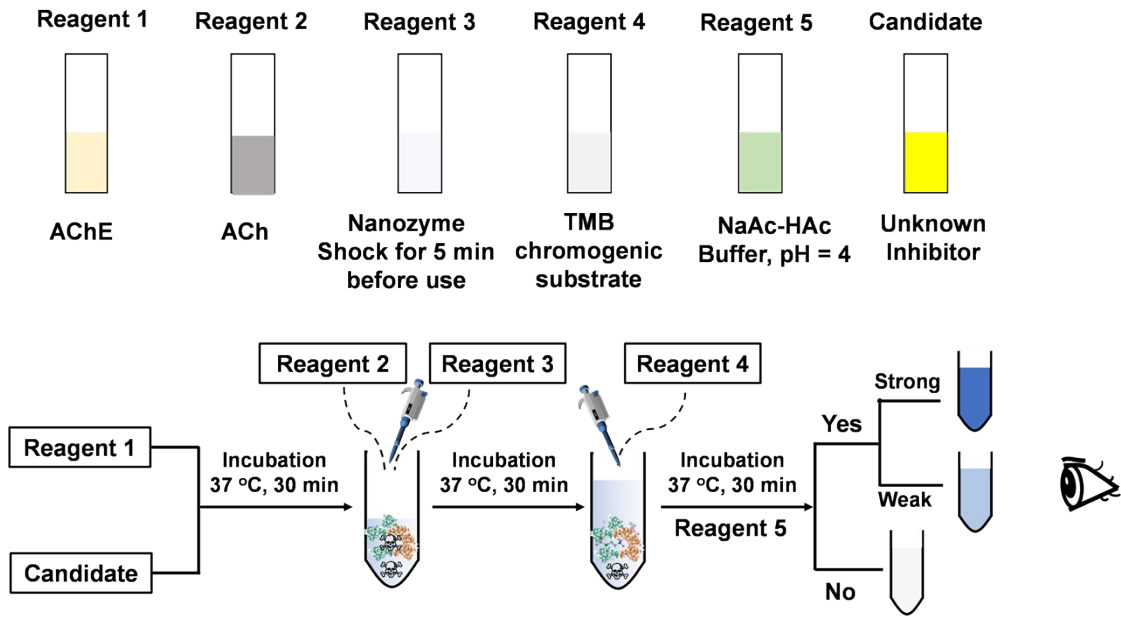 Reagent 1
Reagent 2
Reagent 3
Reagent 4
Reagent 5
Candidate
AChE
ACh
Nanozyme
Shock for 5 min
before use
TMB
chromogenic
substrate
NaAc-HAc
Buffer, pH = 4
Unknown
Inhibitor
Reagent 2
Reagent 3
Reagent 4
Reagent 1
Candidate
Incubation
37 ºC, 30 min
Incubation
37 ºC, 30 min
Incubation
37 ºC, 30 min
Reagent 5
Yes
Strong
Weak
No